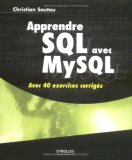 Christian Soutou
Apprendre
SQL avec
MySQL
Avec 40 exercices corrigés
EYROLLES